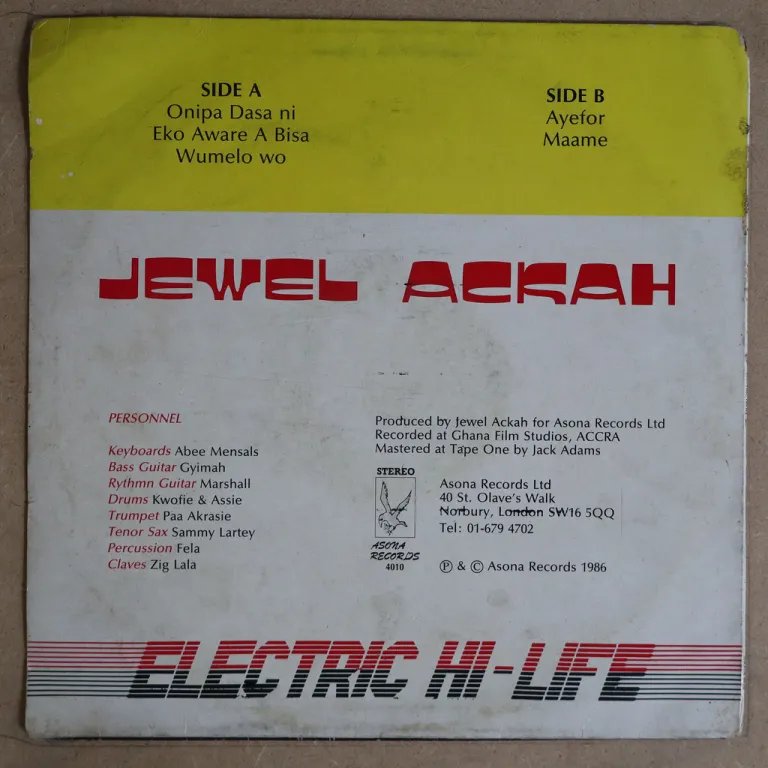 SIDE A
Onipa Dasa ni
Eko Aware A Bisa
Wumelo wo
SIDE B
Ayefor
Maame
JEWEL ACKAH
PERSONNEL
Keyboards Abee Mensals
Bass Guitar Gyimah
Rythmn Guitar Marshall
Drums Kwofie & Assie
Trumpet Paa Akrasie
Tenor Sax Sammy Lartey
Percussion Fela
Claves Zig Lala
Produced by Jewel Ackah for Asona Records Ltd
Recorded at Ghana Film Studios, ACCRA
Mastered at Tape One by Jack Adams
STEREO
ASONA
RECORDS
4010
Asona Records Ltd
40 St. Olave's Walk
Norbury, London SW16 5QQ
Tel: 01-679 4702
Ⓟ & © Asona Records 1986
ELECTRIC HI-LIFE